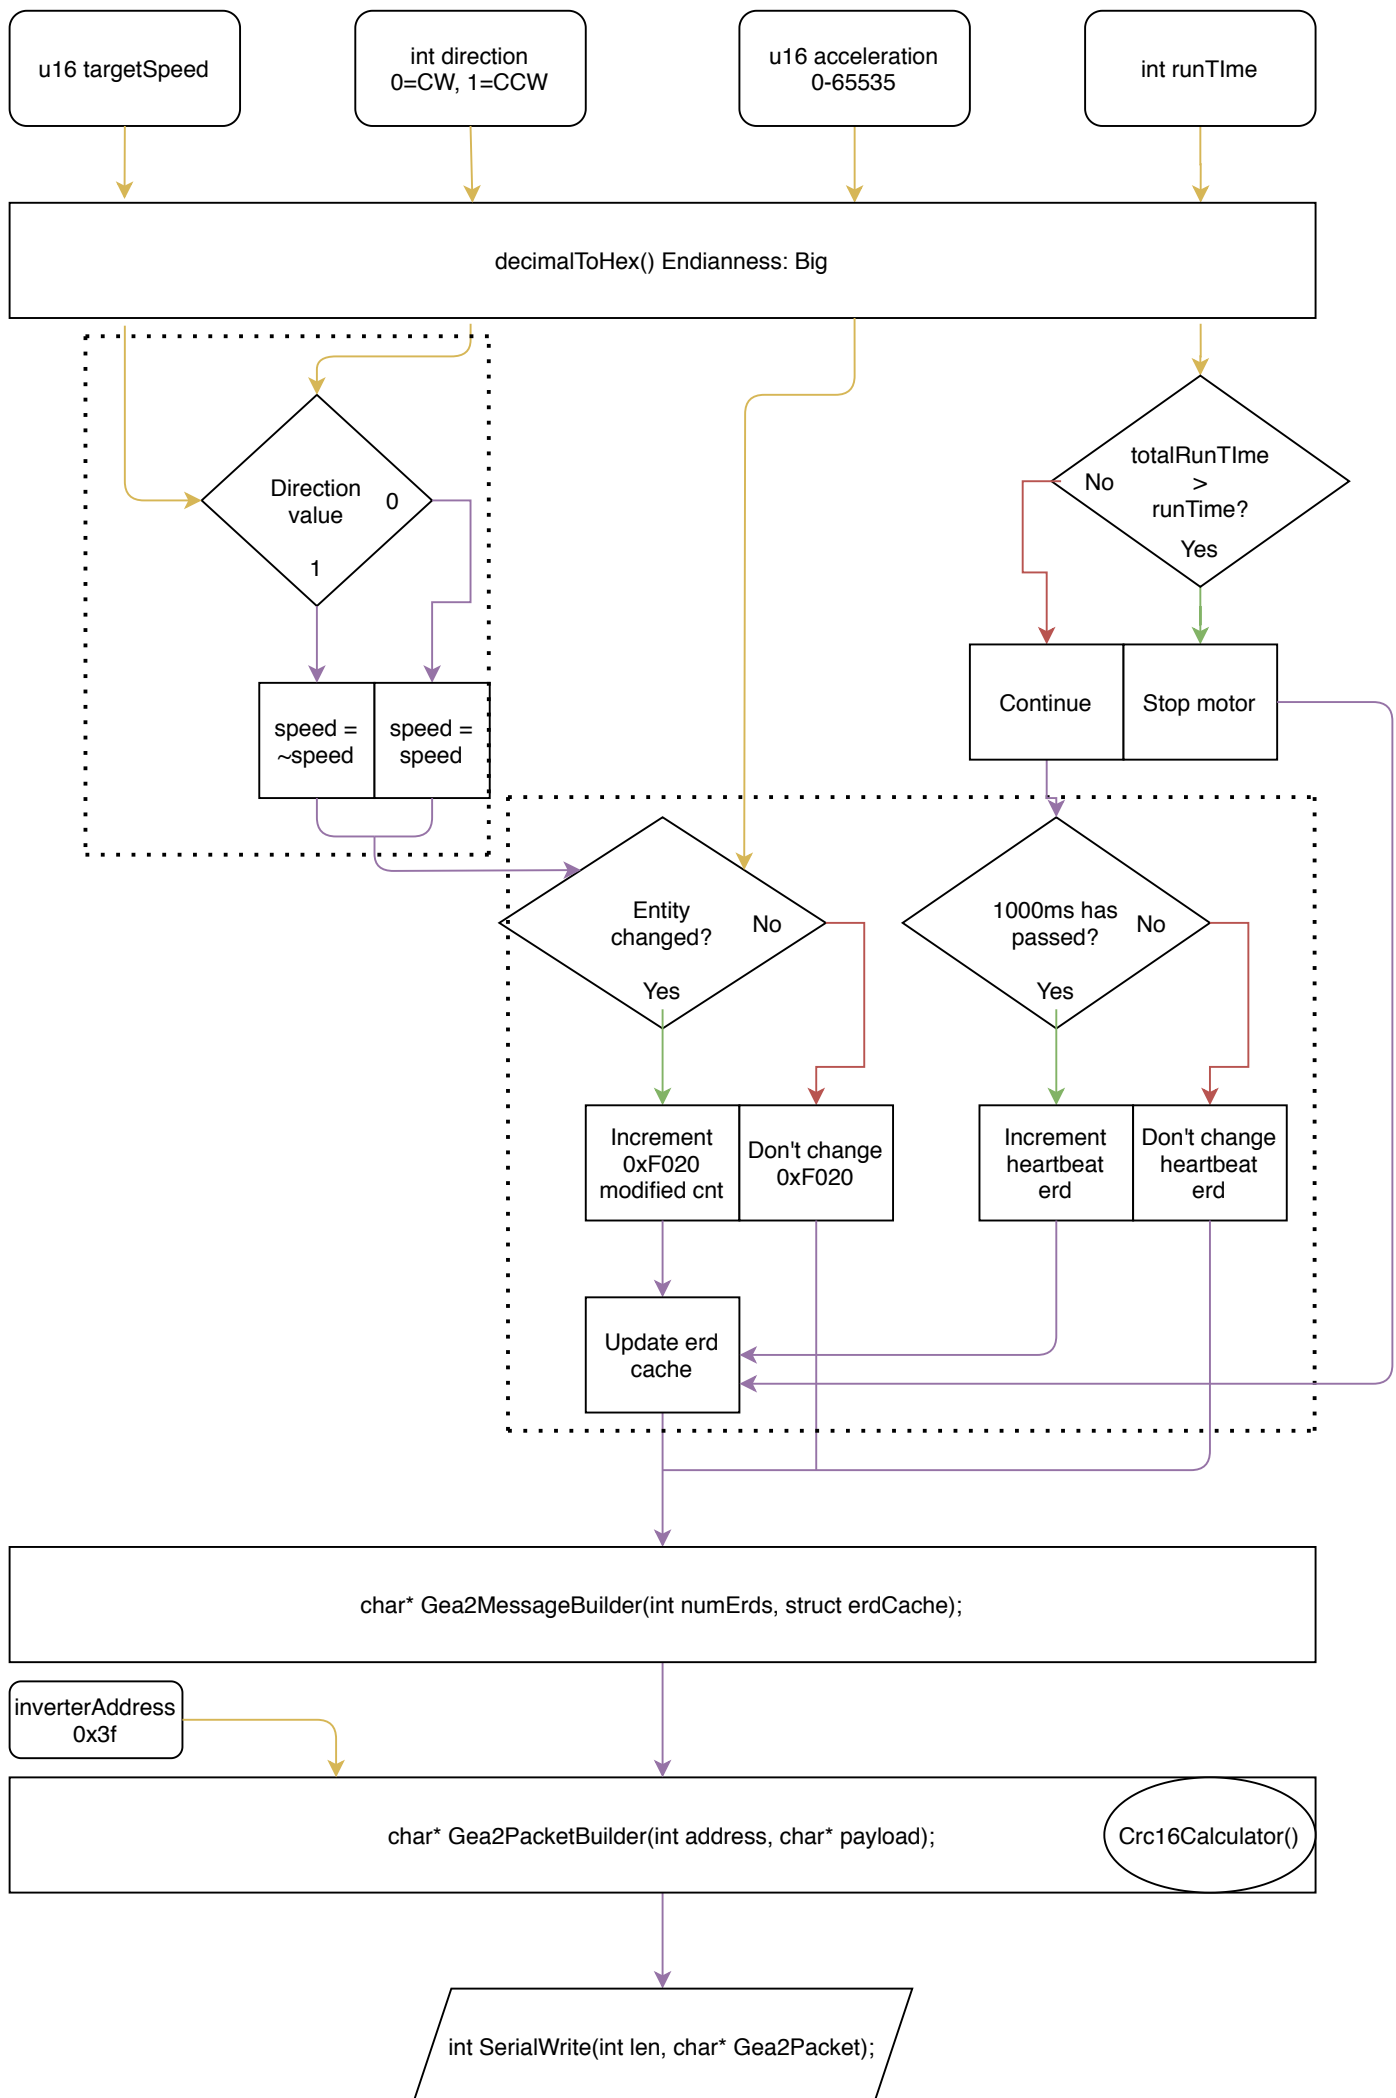 u16 targetSpeed
int direction
0=CW, 1=CCW
u16 acceleration
0-65535
int runTIme
decimalToHex() Endianness: Big
Direction
value
0
1
totalRunTIme
>
runTime?
No
Yes
speed =
~speed
speed =
speed
Continue
Stop motor
Entity
changed?
No
Yes
1000ms has
passed?
No
Yes
Increment
0xF020
modified cnt
Don't change
0xF020
Increment
heartbeat
erd
Don't change
heartbeat
erd
Update erd
cache
char* Gea2MessageBuilder(int numErds, struct erdCache);
inverterAddress
0x3f
char* Gea2PacketBuilder(int address, char* payload);
Crc16Calculator()
int SerialWrite(int len, char* Gea2Packet);